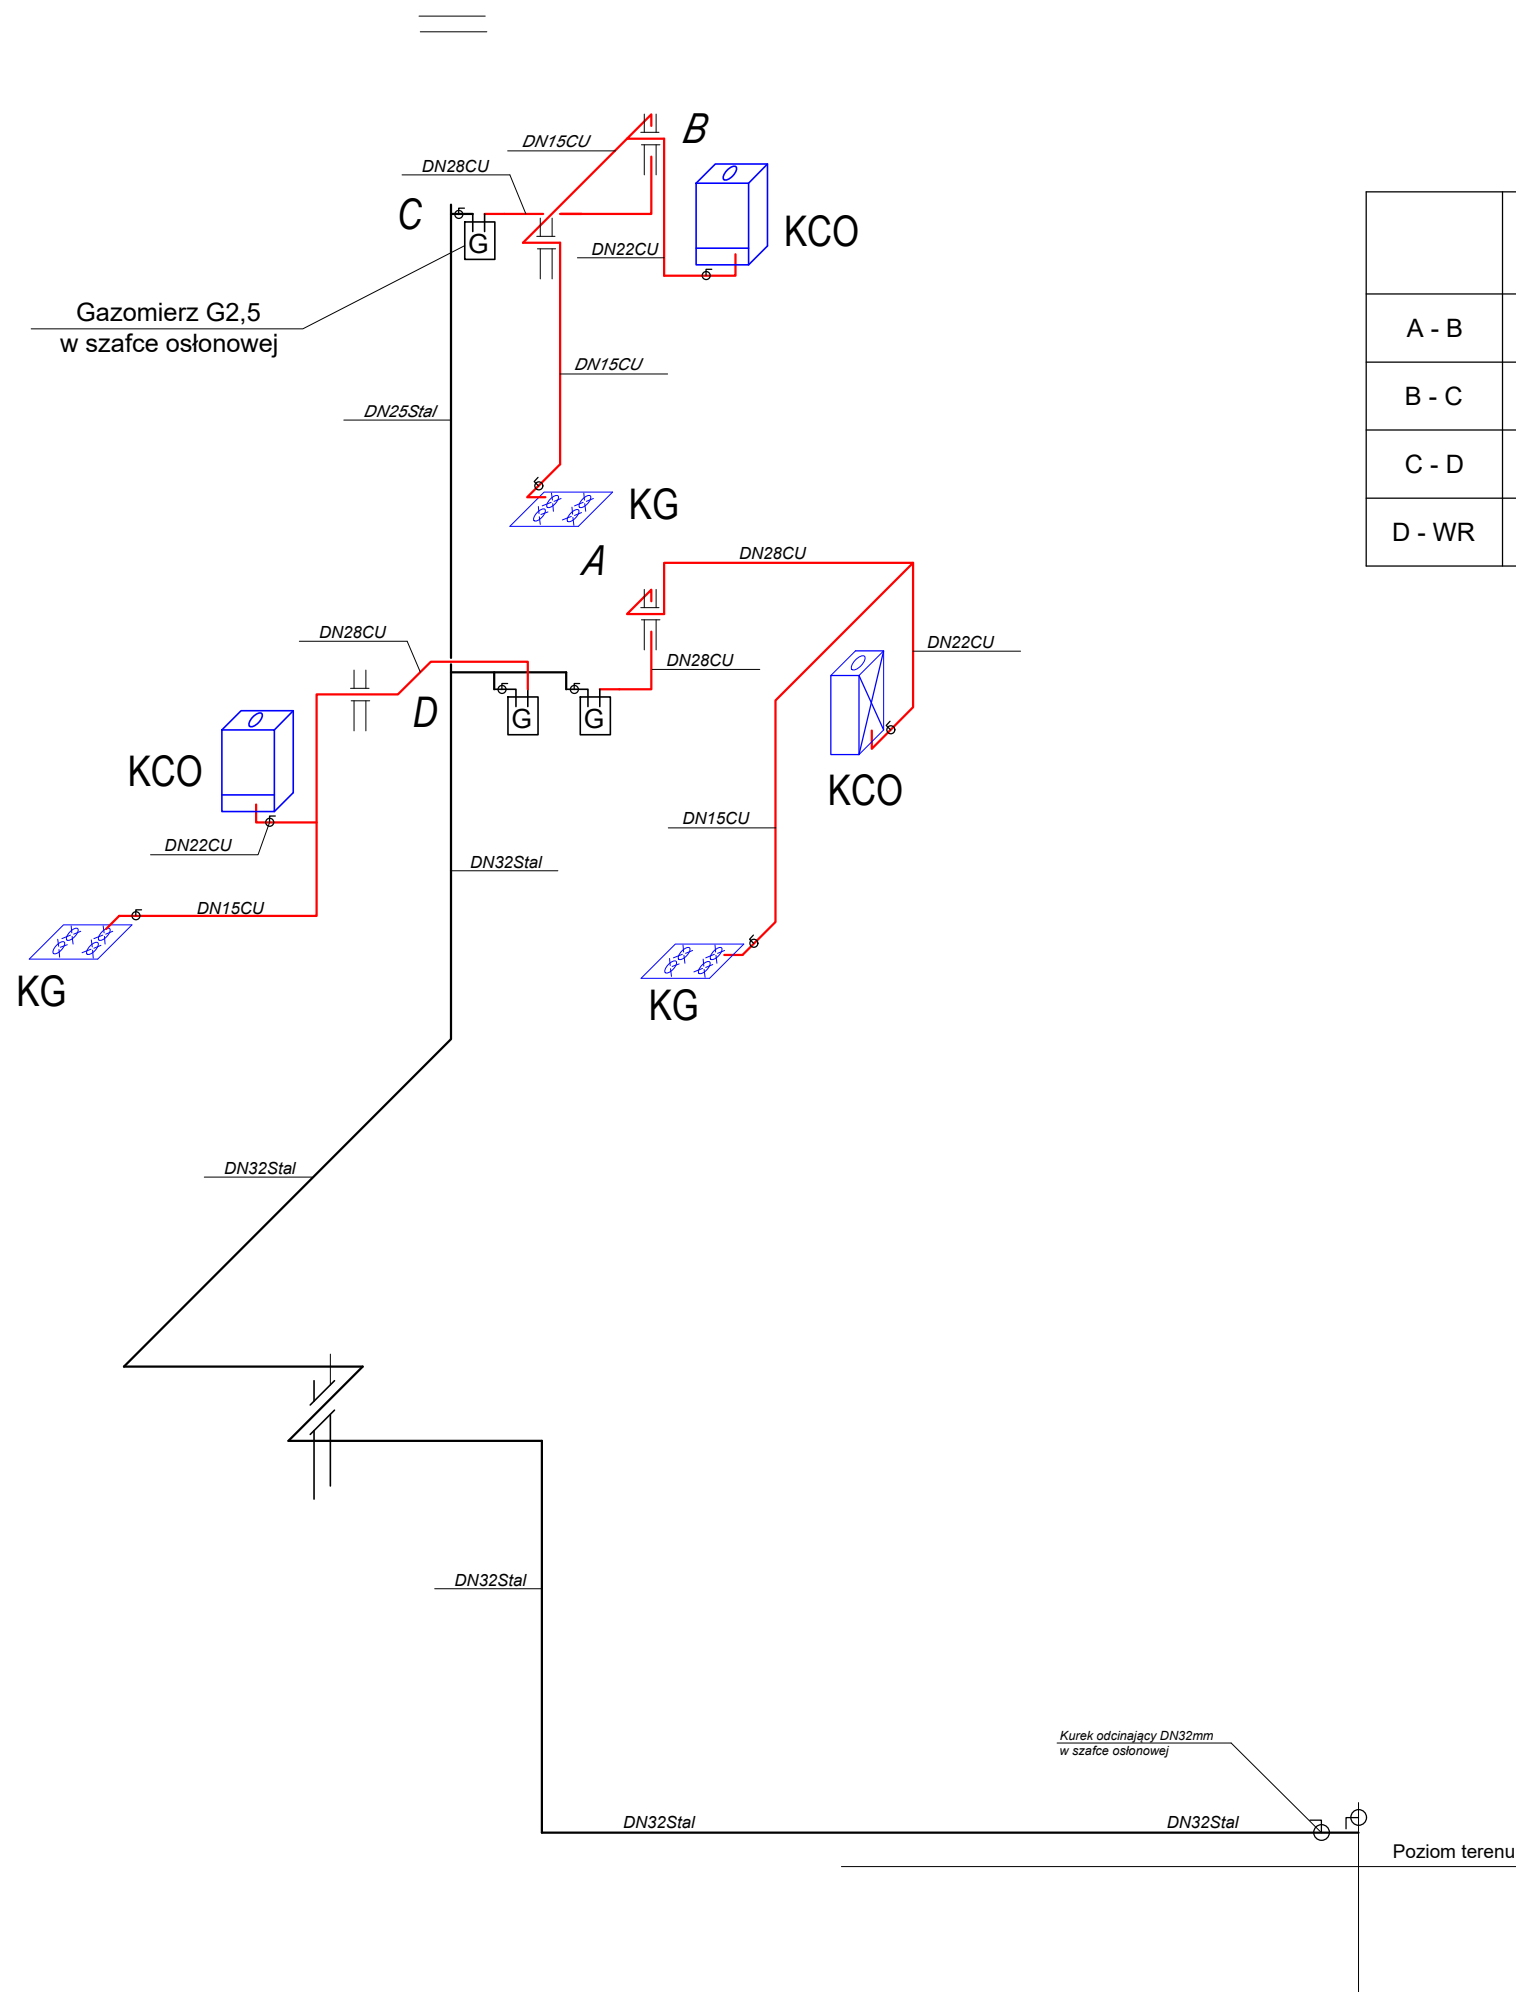 B
DN15CU
DN28CU
C
G
KCO
DN22CU
Gazomierz G2,5
w szafce osłonowej
A - B
B - C
C - D
D - WR
DN15CU
DN25Stal
KG
A
DN28CU
DN28CU
DN22CU
DN28CU
D
G
G
KCO
KCO
DN22CU
DN15CU
DN32Stal
DN15CU
KG
KG
DN32Stal
DN32Stal
Kurek odcinający DN32mm
w szafce osłonowej
DN32Stal
DN32Stal
Poziom terenu